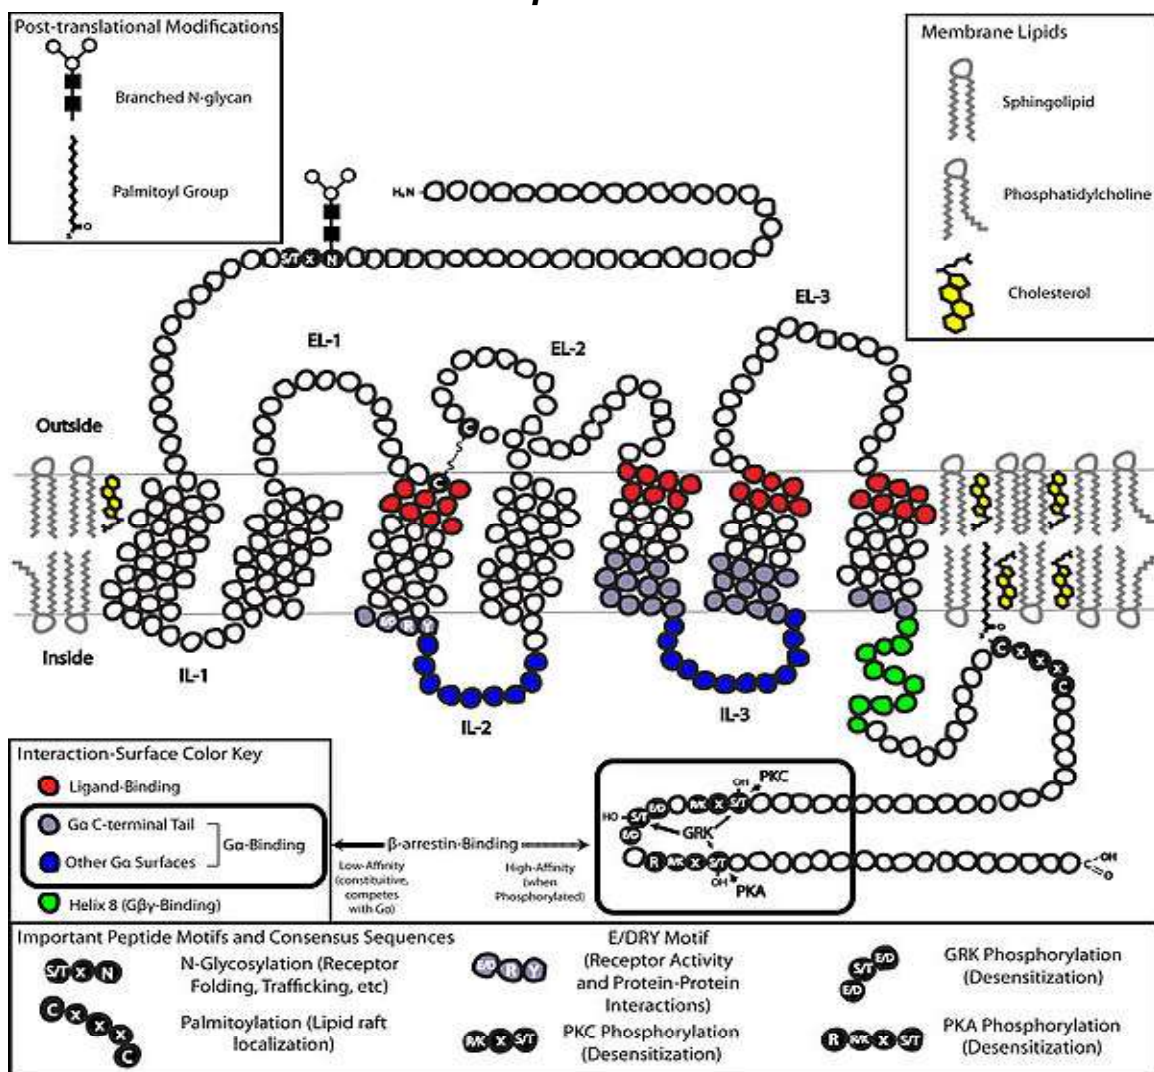 Post-translational Modifications
Branched N-glycan
Palmitoyl Group
S
O
Membrane Lipids
Sphingolipid
Phosphatidylcholine
Cholesterol
H₂N
S/T X N
EL-1
EL-2
EL-3
C
C
Outside
Inside
E/D R Y
IL-1
IL-2
IL-3
S
O
C X X X C
Interaction-Surface Color Key
Ligand-Binding
Gα C-terminal Tail
Other Gα Surfaces
Gα-Binding
Helix 8 (Gβγ-Binding)
β-arrestin-Binding
Low-Affinity
(constitutive,
competes
with Gα)
High-Affinity
(when
Phosphorylated)
OH
PKC
E/D R/K X S/T
HO
S/T
GRK
E/D
R R/K X S/T
OH
PKA
C OH
O
Important Peptide Motifs and Consensus Sequences
S/T X N
N-Glycosylation (Receptor
Folding, Trafficking, etc)
C X X X C
Palmitoylation (Lipid raft
localization)
E/D R Y
E/DRY Motif
(Receptor Activity
and Protein-Protein
Interactions)
R/K X S/T
PKC Phosphorylation
(Desensitization)
E/D S/T E/D
GRK Phosphorylation
(Desensitization)
R R/K X S/T
PKA Phosphorylation
(Desensitization)